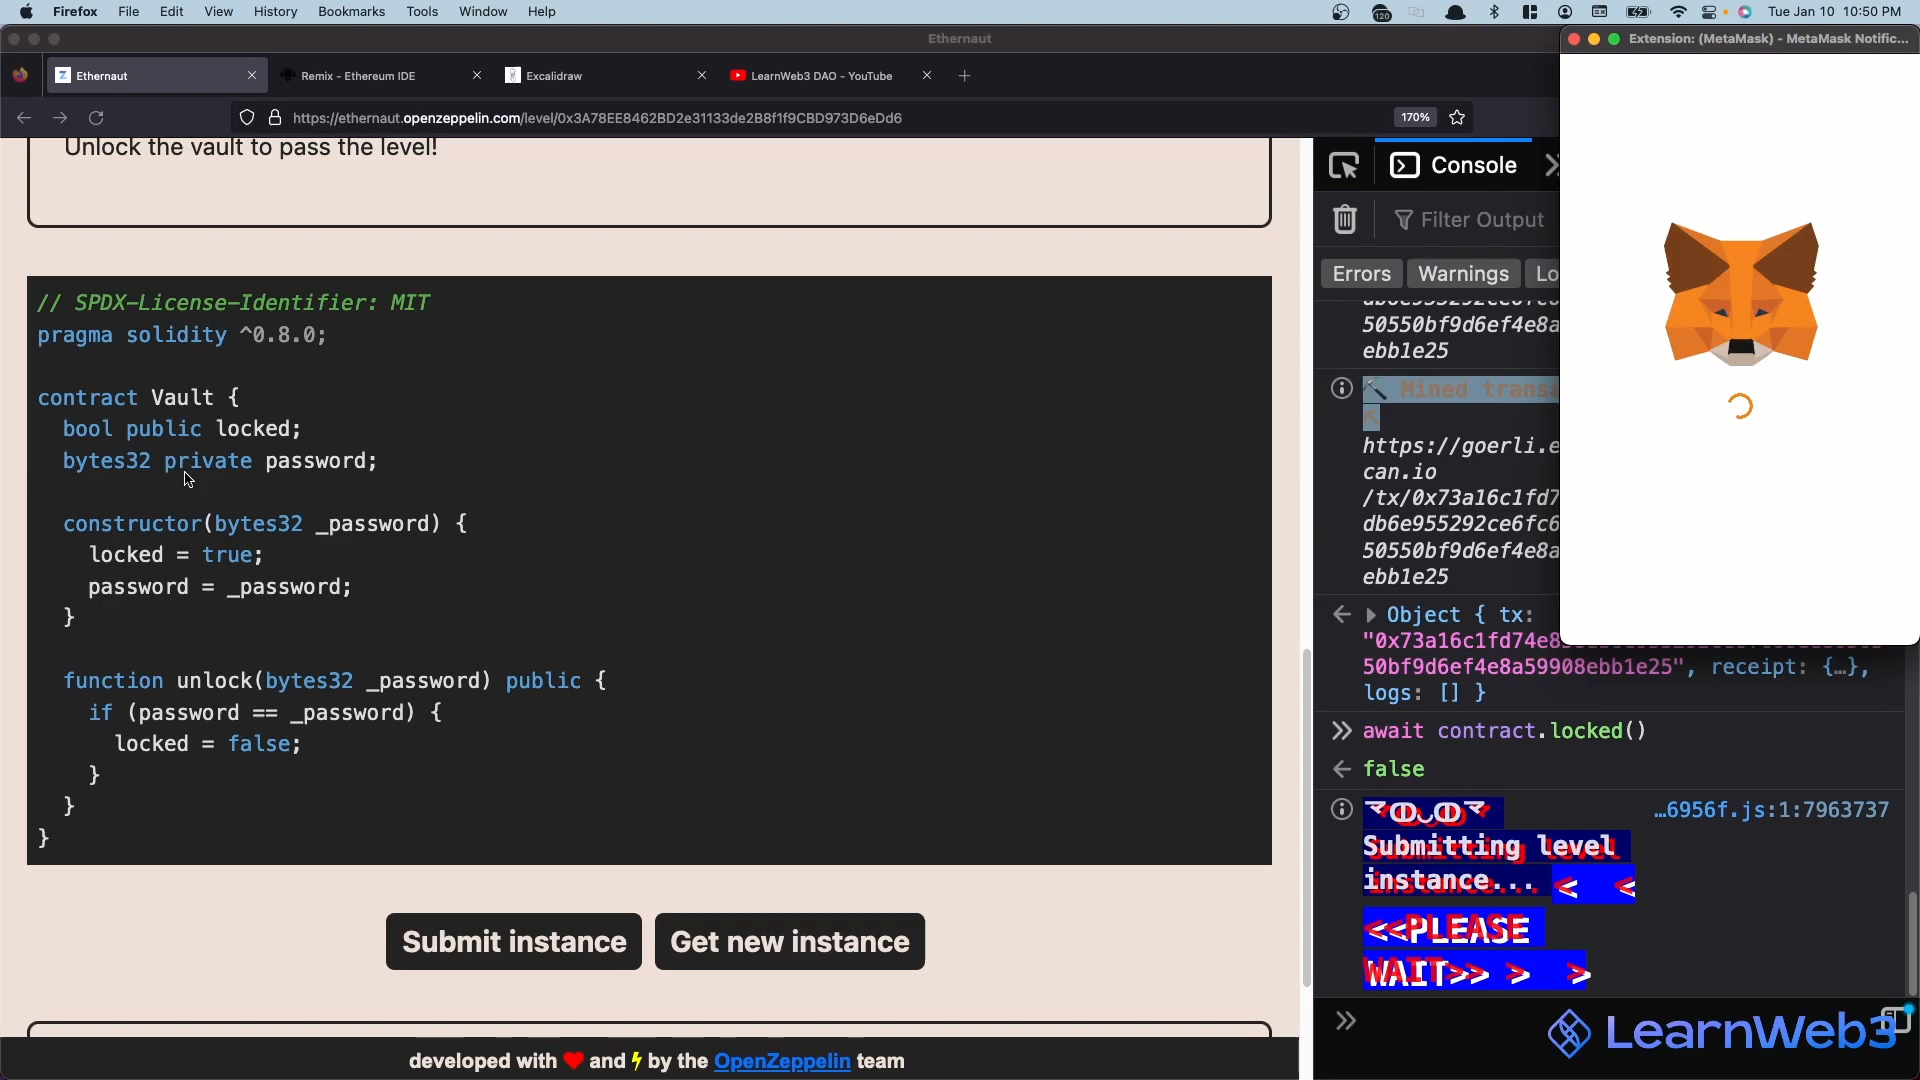 Firefox File Edit View History Bookmarks Tools Window Help
120
Tue Jan 10 10:50 PM
Ethernaut
Extension: (MetaMask) - MetaMask Notific...
Ethernaut
Remix - Ethereum IDE
Excalidraw
LearnWeb3 DAO - YouTube
https://ethernaut.openzeppelin.com/level/0x3A78EE8462BD2e31133de2B8f1f9CBD973D6eDd6
170%
Unlock the vault to pass the level!
// SPDX-License-Identifier: MIT
pragma solidity ^0.8.0;
contract Vault {
bool public locked;
bytes32 private password;
constructor(bytes32 _password) {
locked = true;
password = _password;
}
function unlock(bytes32 _password) public {
if (password == _password) {
locked = false;
}
}
}
Submit instance
Get new instance
developed with ❤ and ⚡ by the OpenZeppelin team
Console
Filter Output
Errors
Warnings
Lo
50550bf9d6ef4e8a
ebb1e25
Mined trans
https://goerli.e
can.io
/tx/0x73a16c1fd7
db6e955292ce6fc6
50550bf9d6ef4e8a
ebb1e25
Object { tx:
"0x73a16c1fd74e8
50bf9d6ef4e8a59908ebb1e25", receipt: {…},
logs: [] }
await contract.locked()
false
…6956f.js:1:7963737
Submitting level
instance... < <
<<PLEASE
WAIT>> > >
LearnWeb3